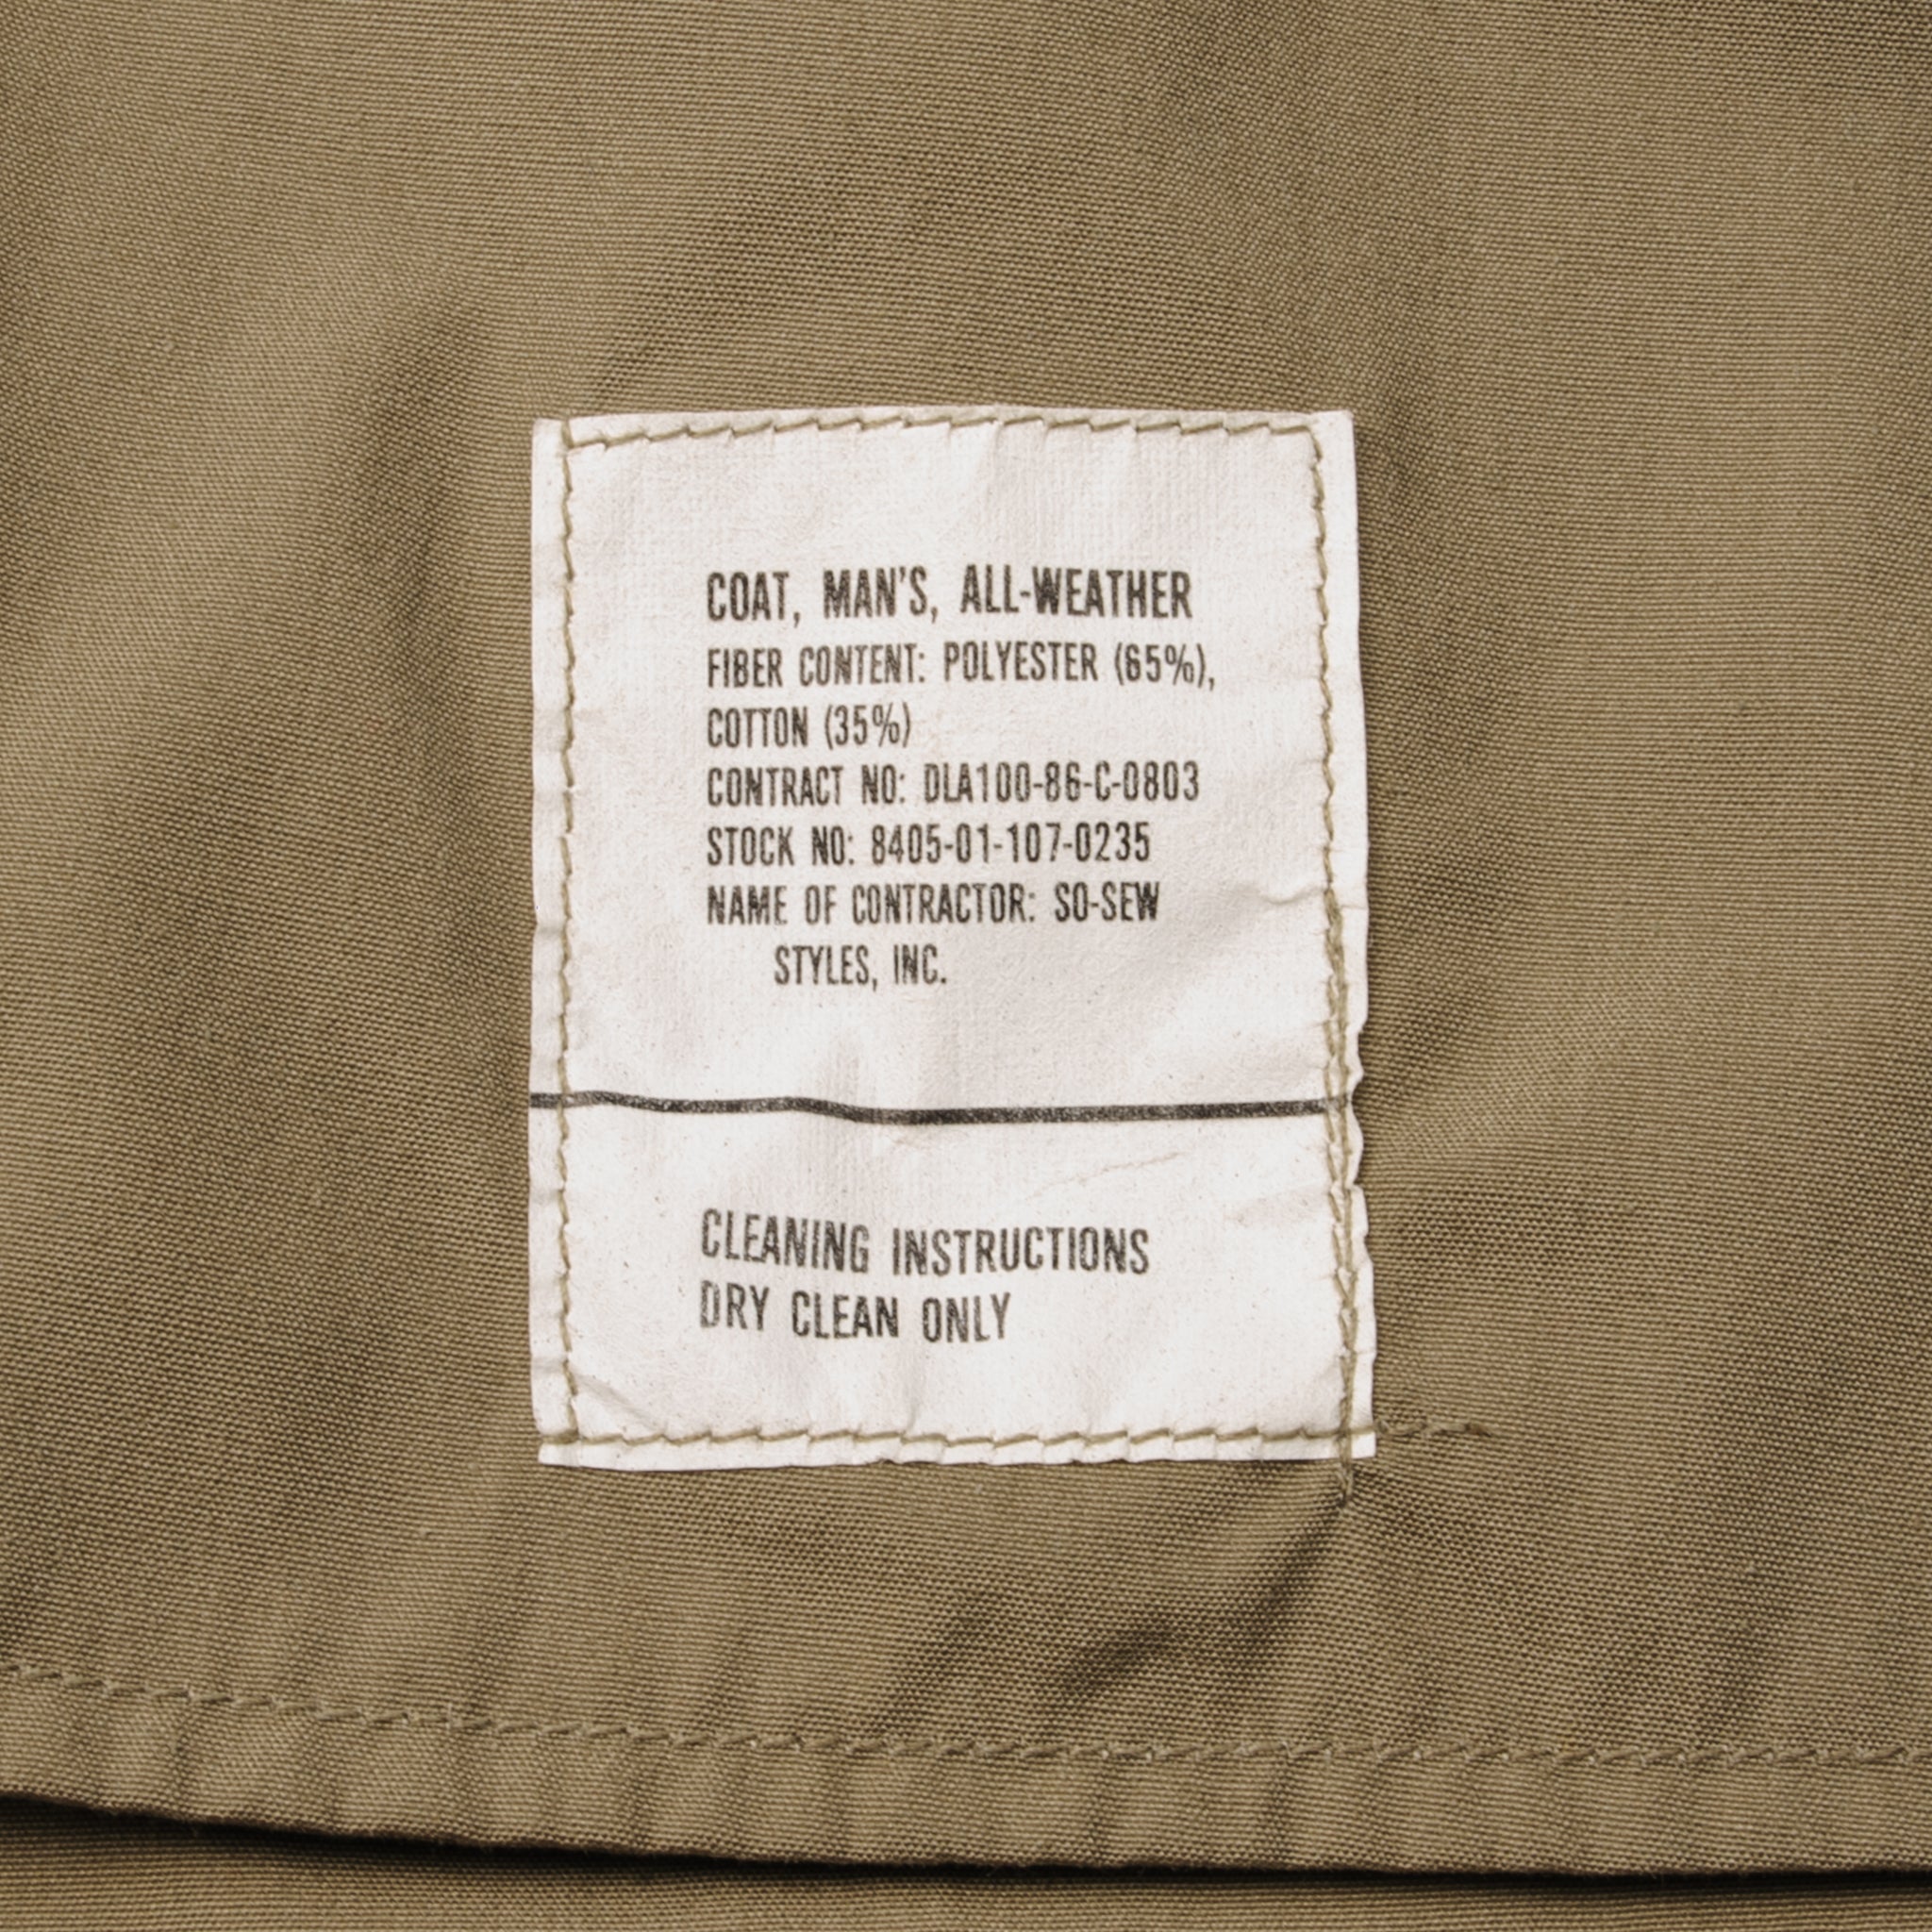 COAT, MAN'S, ALL-WEATHER
FIBER CONTENT: POLYESTER (65%),
COTTON (35%)
CONTRACT NO: DLA100-86-C-0803
STOCK NO: 8405-01-107-0235
NAME OF CONTRACTOR: SO-SEW
STYLES, INC.
CLEANING INSTRUCTIONS
DRY CLEAN ONLY